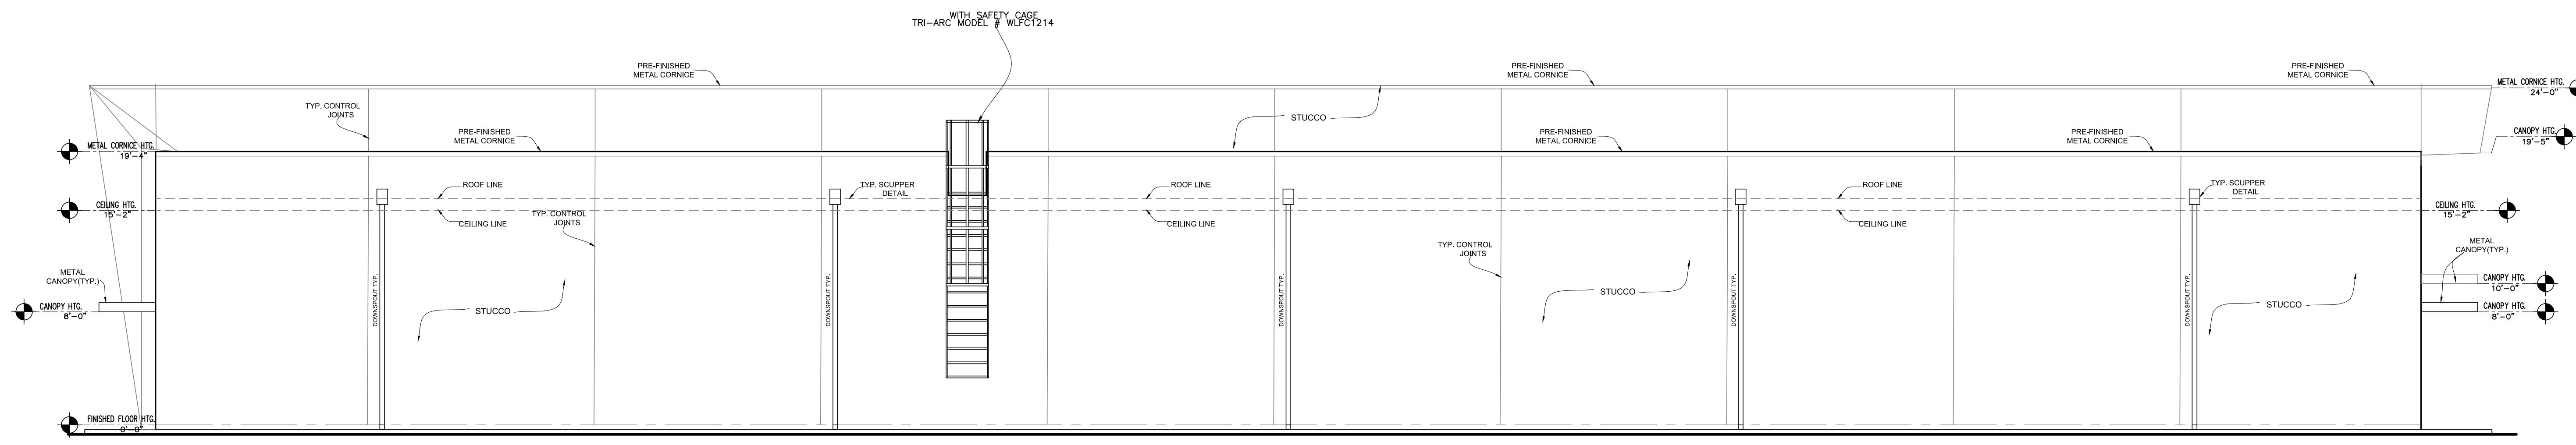 WITH SAFETY CAGE
TRI-ARC MODEL # WLFC1214
PRE-FINISHED
METAL CORNICE
PRE-FINISHED
METAL CORNICE
PRE-FINISHED
METAL CORNICE
METAL CORNICE HTG.
24'-0"
TYP. CONTROL
JOINTS
STUCCO
PRE-FINISHED
METAL CORNICE
PRE-FINISHED
METAL CORNICE
PRE-FINISHED
METAL CORNICE
CANOPY HTG.
19'-5"
METAL CORNICE HTG.
19'-4"
ROOF LINE
TYP. SCUPPER
DETAIL
ROOF LINE
ROOF LINE
TYP. SCUPPER
DETAIL
CEILING HTG.
15'-2"
TYP. CONTROL
JOINTS
CEILING LINE
CEILING LINE
CEILING LINE
CEILING HTG.
15'-2"
TYP. CONTROL
JOINTS
METAL
CANOPY(TYP.)
METAL
CANOPY(TYP.)
CANOPY HTG.
10'-0"
CANOPY HTG.
8'-0"
CANOPY HTG.
8'-0"
DOWNSPOUT TYP.
DOWNSPOUT TYP.
DOWNSPOUT TYP.
DOWNSPOUT TYP.
DOWNSPOUT TYP.
STUCCO
STUCCO
STUCCO
FINISHED FLOOR HTG.
0'-0"